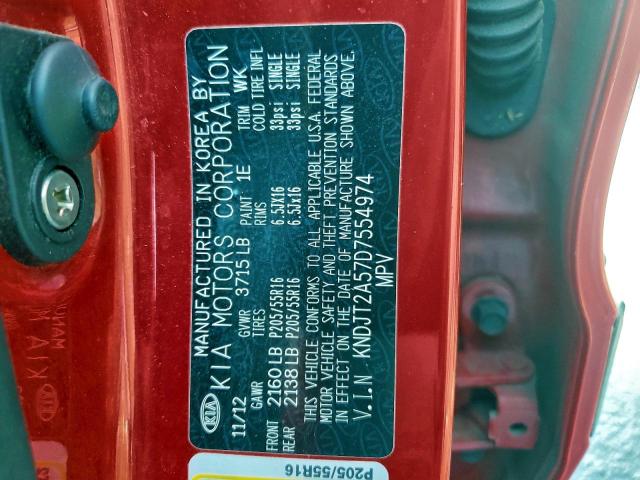 MANUFACTURED IN KOREA BY
KIA KIA MOTORS CORPORATION
11/12 GVWR 3715 LB PAINT 1E TRIM WK
GAWR TIRES RIMS COLD TIRE INFL
FRONT 2160 LB P205/55R16 6.5JX16 33psi SINGLE
REAR 2138 LB P205/55R16 6.5Jx16 33psi SINGLE
THIS VEHICLE CONFORMS TO ALL APPLICABLE U.S.A. FEDERAL
MOTOR VEHICLE SAFETY AND THEFT PREVENTION STANDARDS
IN EFFECT ON THE DATE OF MANUFACTURE SHOWN ABOVE.
V.I.N KNDJT2A57D7554974
MPV
P205/55R16